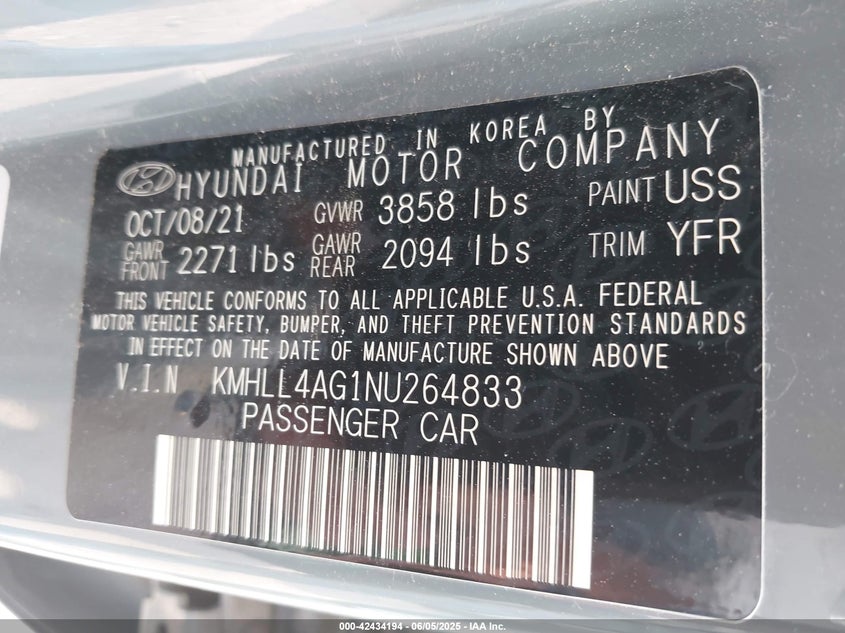 MANUFACTURED IN KOREA BY
HYUNDAI MOTOR COMPANY
OCT/08/21 GVWR 3858 lbs PAINT USS
GAWR FRONT 2271 lbs GAWR REAR 2094 lbs TRIM YFR
THIS VEHICLE CONFORMS TO ALL APPLICABLE U.S.A. FEDERAL
MOTOR VEHICLE SAFETY, BUMPER, AND THEFT PREVENTION STANDARDS
IN EFFECT ON THE DATE OF MANUFACTURE SHOWN ABOVE
V.I.N KMHLL4AG1NU264833
PASSENGER CAR
000-42434194 - 06/05/2025 - IAA Inc.